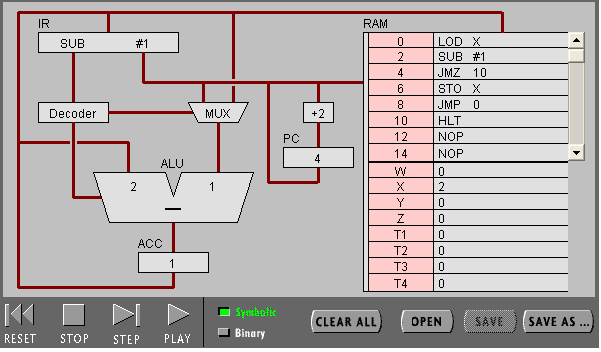 IR
SUB #1
Decoder
MUX
+2
PC
4
ALU
2 1
—
ACC
1
RAM
0 LOD X
2 SUB #1
4 JMZ 10
6 STO X
8 JMP 0
10 HLT
12 NOP
14 NOP
W 0
X 2
Y 0
Z 0
T1 0
T2 0
T3 0
T4 0
RESET STOP STEP PLAY
Symbolic
Binary
CLEAR ALL OPEN SAVE SAVE AS ...